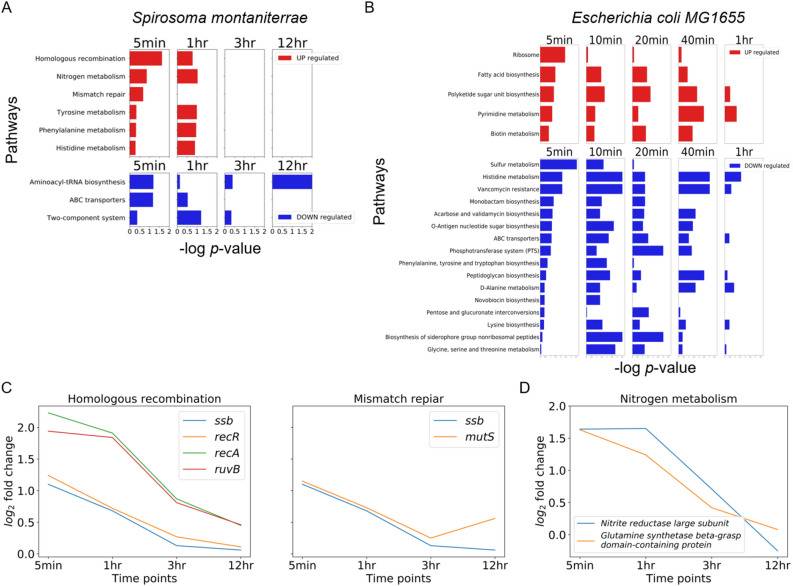 A
Spirosoma montaniterrae
5min 1hr 3hr 12hr
Homologous recombination
UP regulated
Nitrogen metabolism
Mismatch repair
Tyrosine metabolism
Phenylalanine metabolism
Histidine metabolism
Pathways
5min 1hr 3hr 12hr
Aminoacyl-tRNA biosynthesis
ABC transporters
Two-component system
DOWN regulated
0 0.5 1 1.5 2 0 0.5 1 1.5 2 0 0.5 1 1.5 2 0 0.5 1 1.5 2
-log p-value
B
Escherichia coli MG1655
5min 10min 20min 40min 1hr
Ribosome
UP regulated
Fatty acid biosynthesis
Polyketide sugar unit biosynthesis
Pyrimidine metabolism
Biotin metabolism
Pathways
5min 10min 20min 40min 1hr
Sulfur metabolism
DOWN regulated
Histidine metabolism
Vancomycin resistance
Monobactam biosynthesis
Acarbose and validamycin biosynthesis
O-Antigen nucleotide sugar biosynthesis
ABC transporters
Phosphotransferase system (PTS)
Phenylalanine, tyrosine and tryptophan biosynthesis
Peptidoglycan biosynthesis
D-Alanine metabolism
Novobiocin biosynthesis
Pentose and glucuronate interconversions
Lysine biosynthesis
Biosynthesis of siderophore group nonribosomal peptides
Glycine, serine and threonine metabolism
-log p-value
C
Homologous recombination
log2 fold change
2.0
1.5
1.0
0.5
0.0
ssb
recR
recA
ruvB
5min 1hr 3hr 12hr
Time points
Mismatch repiar
ssb
mutS
5min 1hr 3hr 12hr
Time points
D
Nitrogen metabolism
log2 fold change
2.0
1.5
1.0
0.5
0.0
Nitrite reductase large subunit
Glutamine synthetase beta-grasp
domain-containing protein
5min 1hr 3hr 12hr
Time points